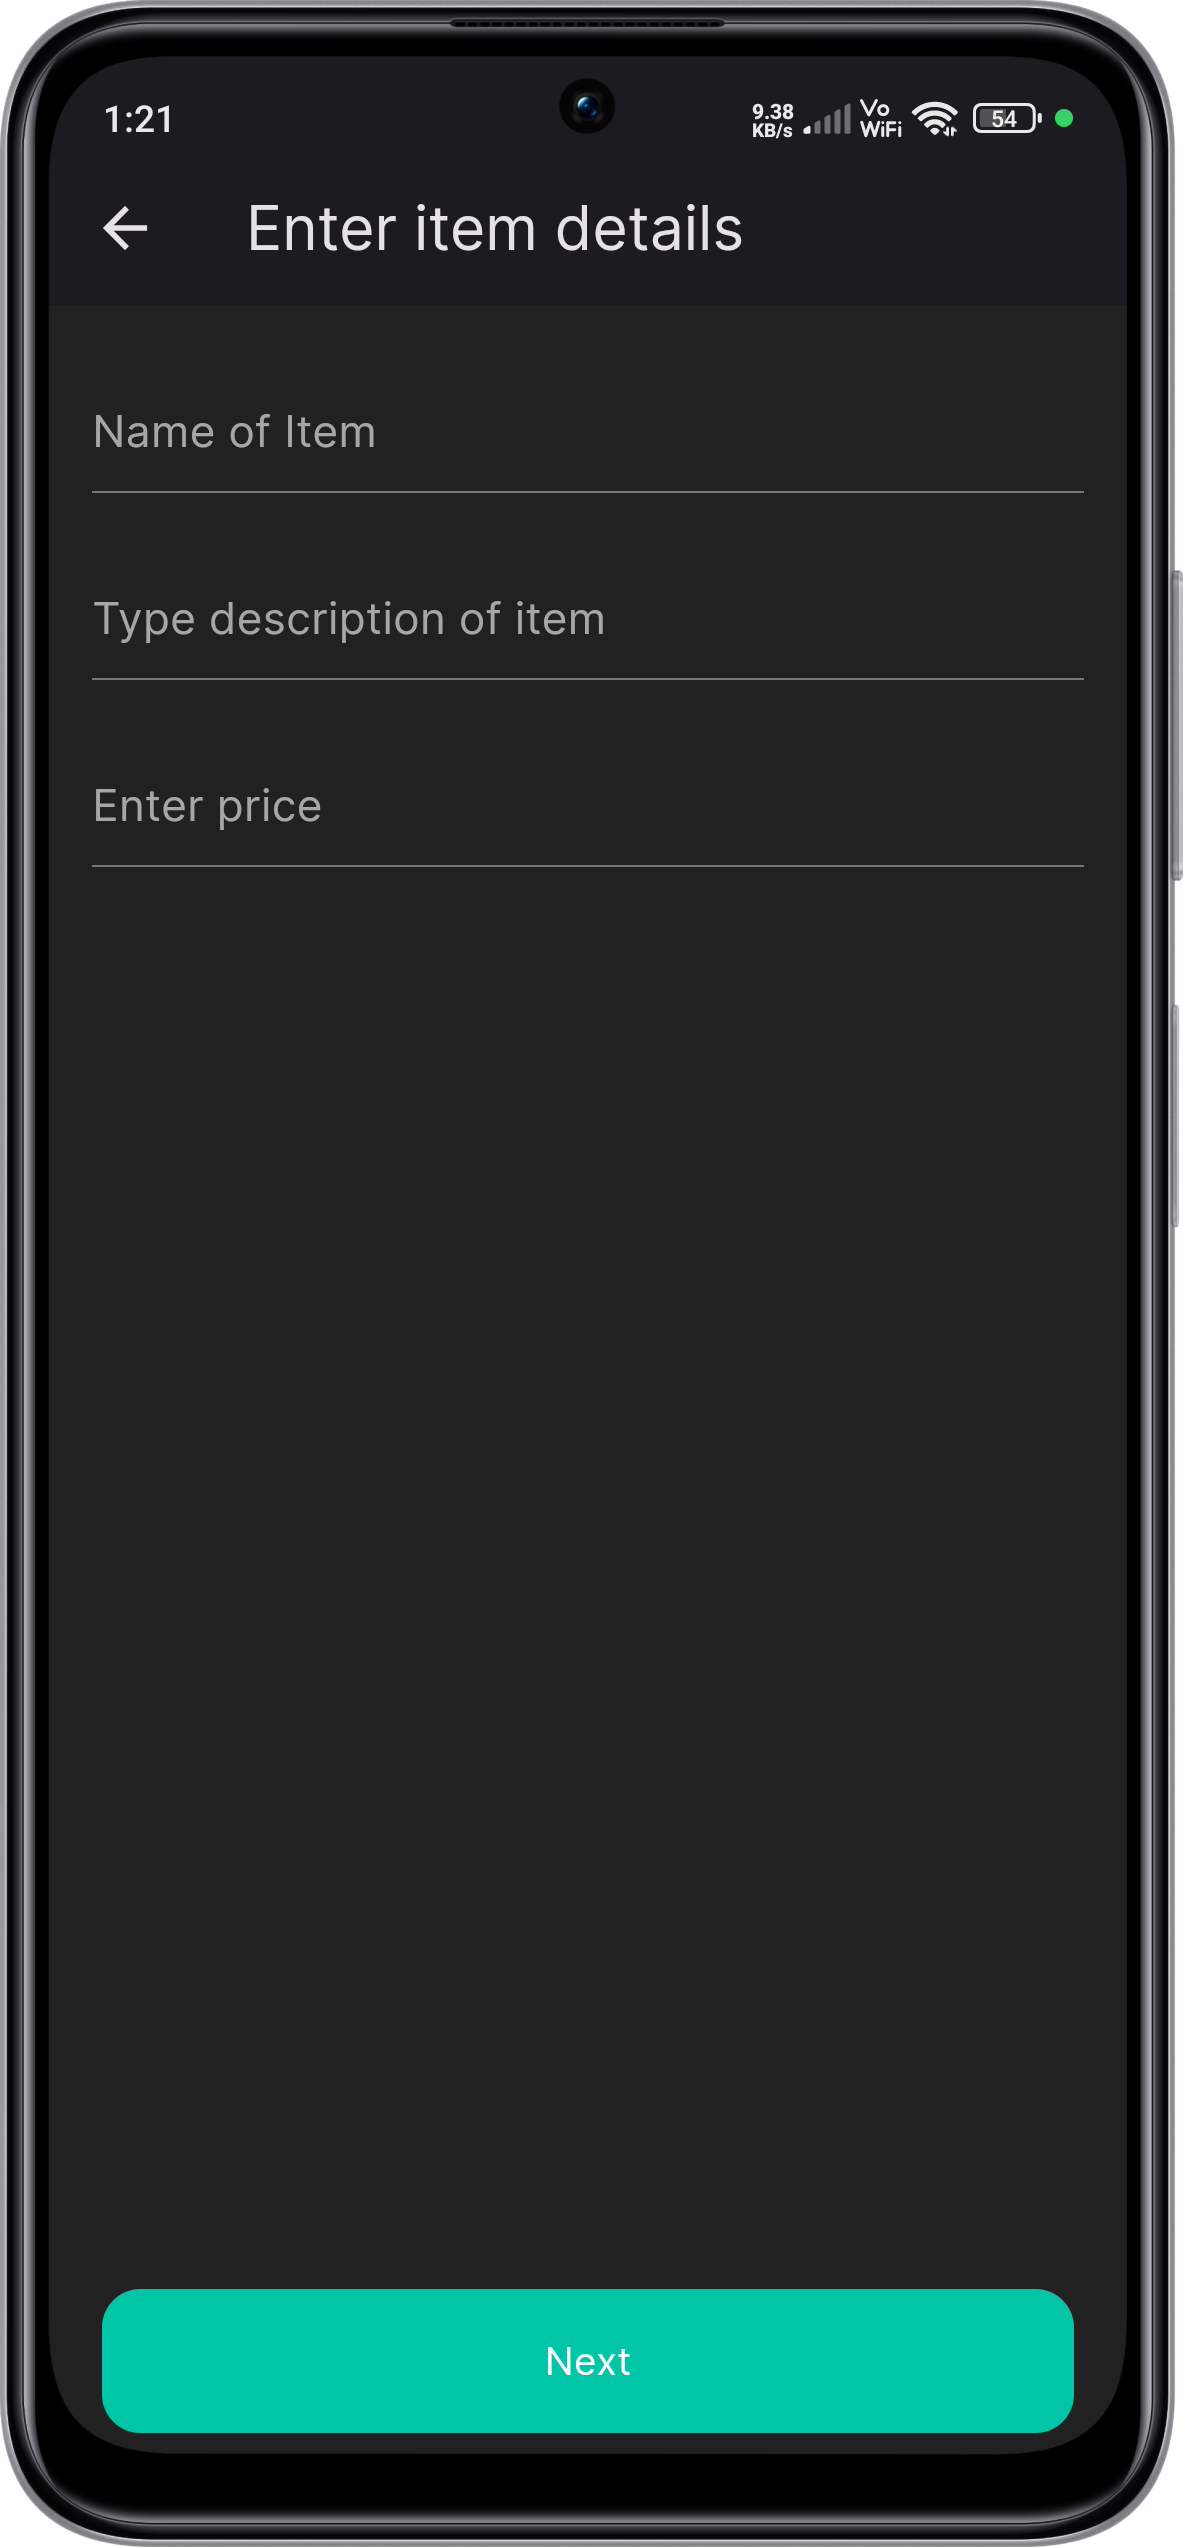 1:21
9.38
KB/s
Vo
WiFi
54
Enter item details
Name of Item
Type description of item
Enter price
Next